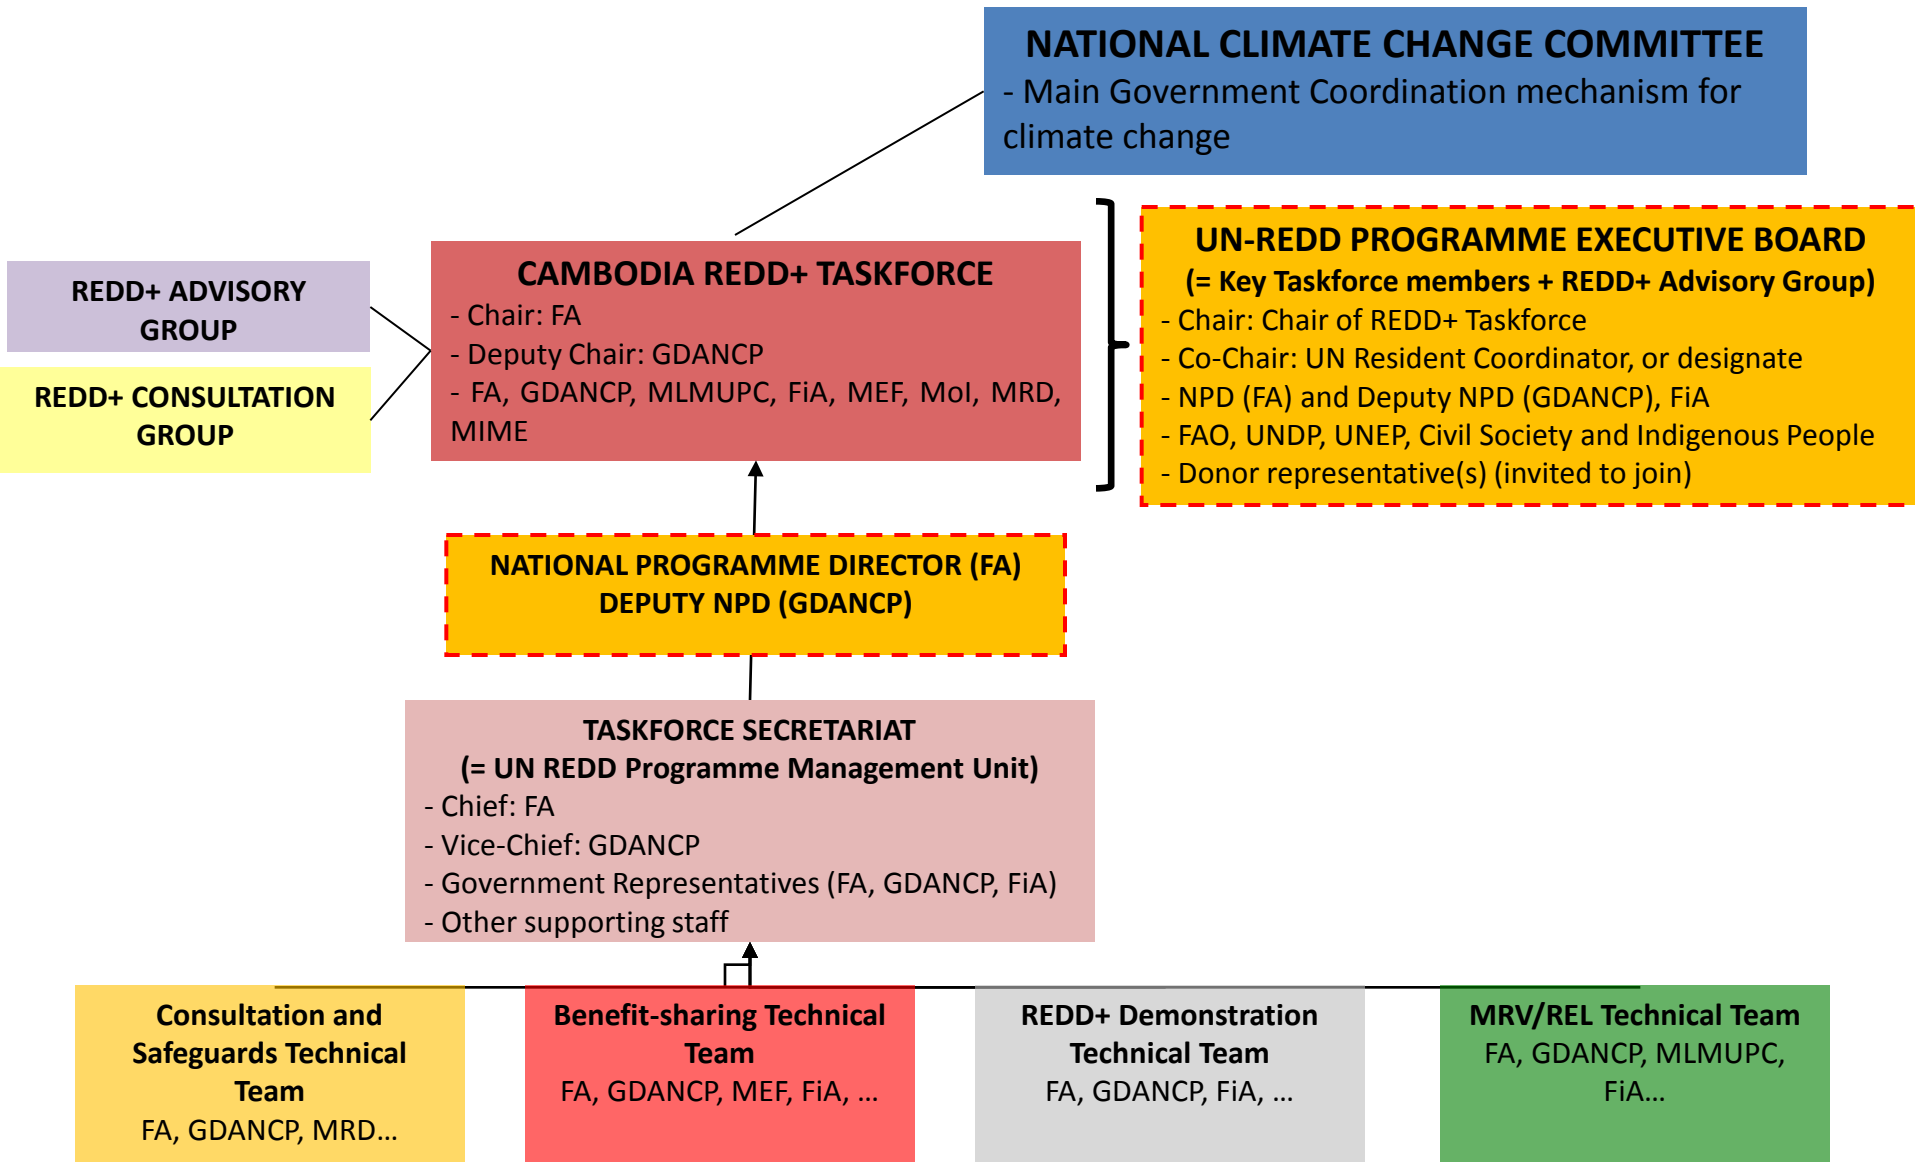 NATIONAL CLIMATE CHANGE COMMITTEE
- Main Government Coordination mechanism for
climate change
REDD+ ADVISORY
GROUP
REDD+ CONSULTATION
GROUP
CAMBODIA REDD+ TASKFORCE
- Chair: FA
- Deputy Chair: GDANCP
- FA, GDANCP, MLMUPC, FiA, MEF, MoI, MRD,
MIME
UN-REDD PROGRAMME EXECUTIVE BOARD
(= Key Taskforce members + REDD+ Advisory Group)
- Chair: Chair of REDD+ Taskforce
- Co-Chair: UN Resident Coordinator, or designate
- NPD (FA) and Deputy NPD (GDANCP), FiA
- FAO, UNDP, UNEP, Civil Society and Indigenous People
- Donor representative(s) (invited to join)
NATIONAL PROGRAMME DIRECTOR (FA)
DEPUTY NPD (GDANCP)
TASKFORCE SECRETARIAT
(= UN REDD Programme Management Unit)
- Chief: FA
- Vice-Chief: GDANCP
- Government Representatives (FA, GDANCP, FiA)
- Other supporting staff
Consultation and
Safeguards Technical
Team
FA, GDANCP, MRD…
Benefit-sharing Technical
Team
FA, GDANCP, MEF, FiA, …
REDD+ Demonstration
Technical Team
FA, GDANCP, FiA, …
MRV/REL Technical Team
FA, GDANCP, MLMUPC,
FiA…